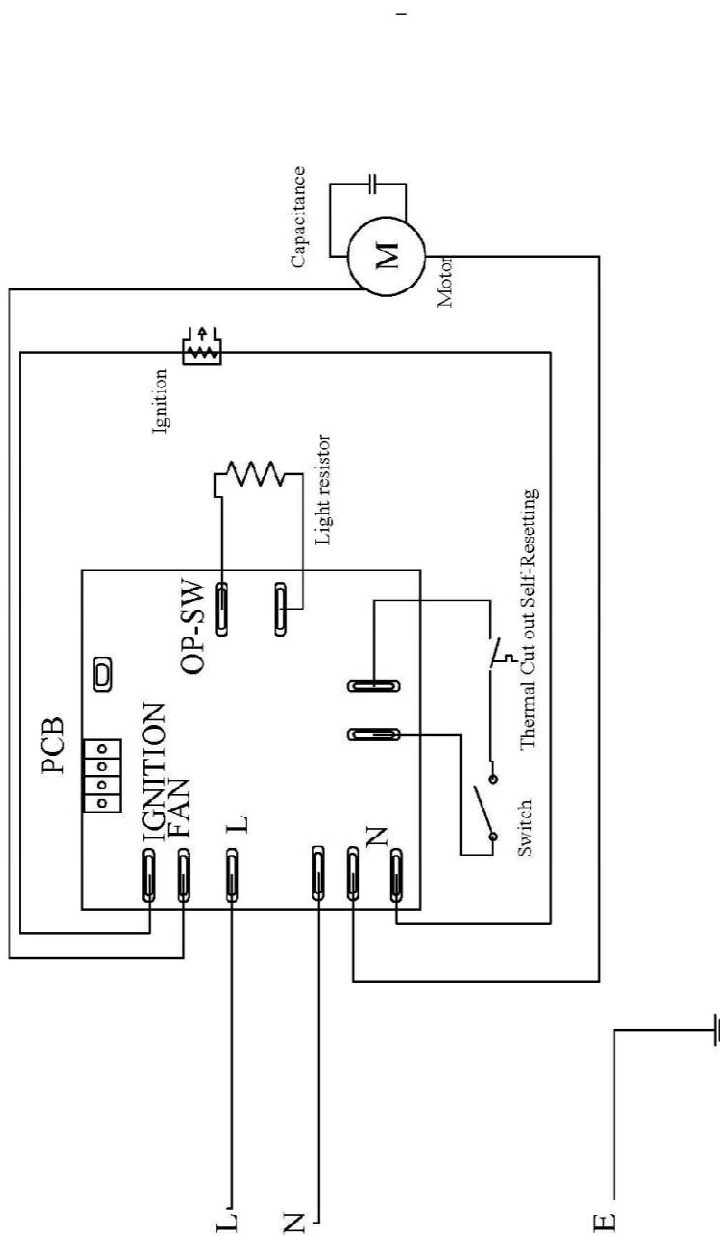 PCB
IGNITION
FAN
L
N
OP-SW
Light resistor
Ignition
Capacitance
M
Motor
Switch
Thermal Cut out Self-Resetting
L
N
E